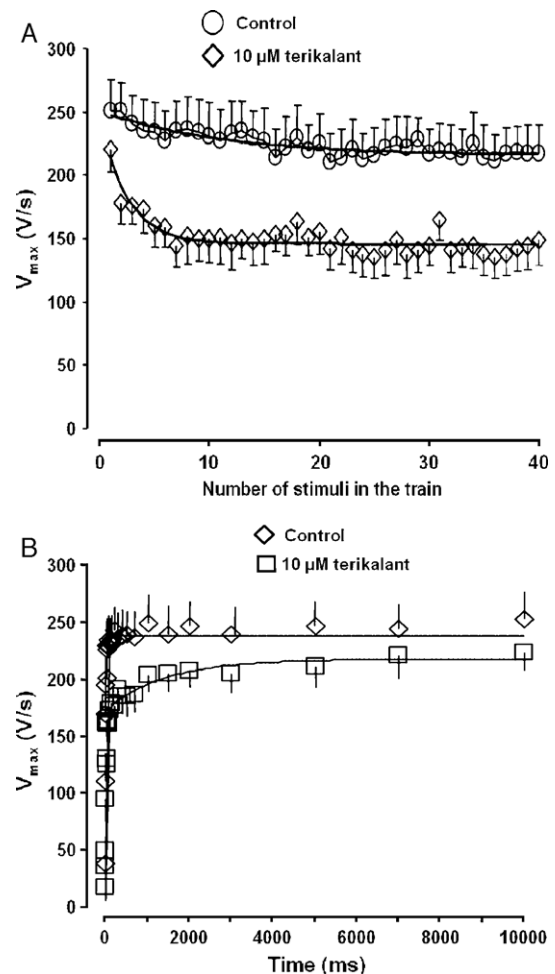 A
Control
10 µM terikalant
300
250
200
150
100
50
0
Vmax (V/s)
0 10 20 30 40
Number of stimuli in the train
B
Control
10 µM terikalant
300
250
200
150
100
50
0
Vmax (V/s)
0 2000 4000 6000 8000 10000
Time (ms)